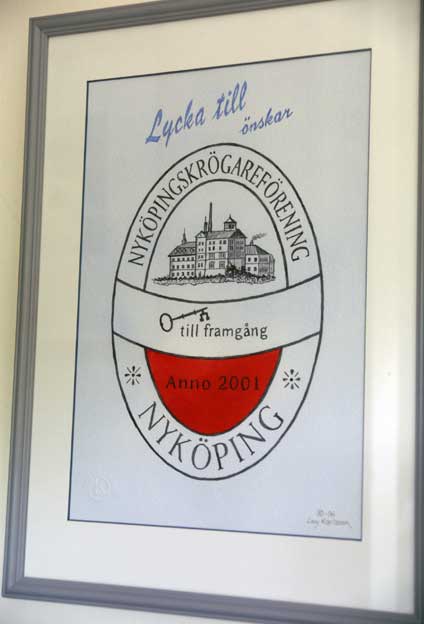 Lycka till
önskar
NYKÖPINGSKRÖGAREFÖRENING
till framgång
Anno 2001
NYKÖPING